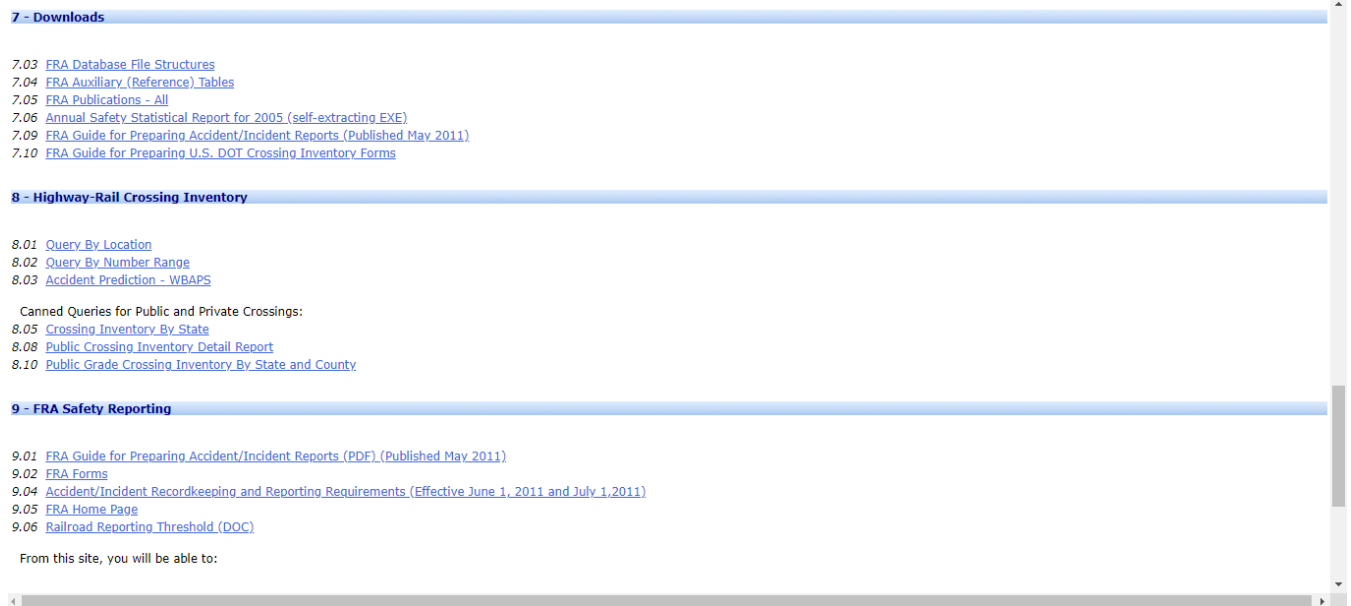 7 - Downloads
7.03 FRA Database File Structures
7.04 FRA Auxiliary (Reference) Tables
7.05 FRA Publications - All
7.06 Annual Safety Statistical Report for 2005 (self-extracting EXE)
7.09 FRA Guide for Preparing Accident/Incident Reports (Published May 2011)
7.10 FRA Guide for Preparing U.S. DOT Crossing Inventory Forms
8 - Highway-Rail Crossing Inventory
8.01 Query By Location
8.02 Query By Number Range
8.03 Accident Prediction - WBAPS
Canned Queries for Public and Private Crossings:
8.05 Crossing Inventory By State
8.08 Public Crossing Inventory Detail Report
8.10 Public Grade Crossing Inventory By State and County
9 - FRA Safety Reporting
9.01 FRA Guide for Preparing Accident/Incident Reports (PDF) (Published May 2011)
9.02 FRA Forms
9.04 Accident/Incident Recordkeeping and Reporting Requirements (Effective June 1, 2011 and July 1,2011)
9.05 FRA Home Page
9.06 Railroad Reporting Threshold (DOC)
From this site, you will be able to: